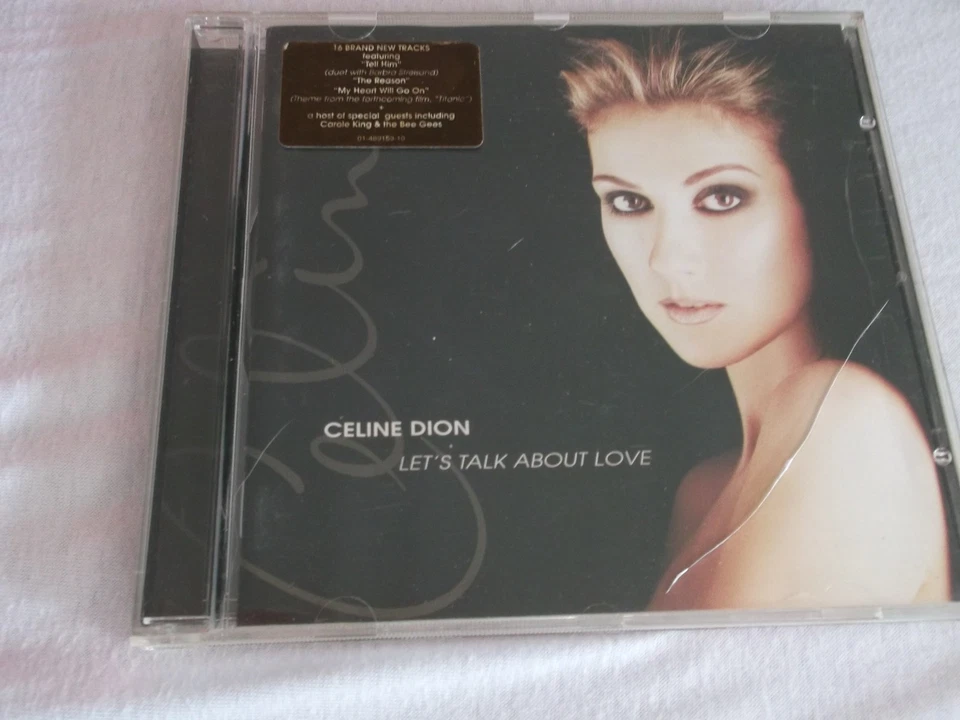 16 BRAND NEW TRACKS
featuring
"Tell Him"
(duet with Barbra Streisand)
"The Reason"
"My Heart Will Go On"
(Theme from the forthcoming film, "Titanic")
+
a host of special guests including
Carole King & the Bee Gees
Celine
CELINE DION
LET'S TALK ABOUT LOVE